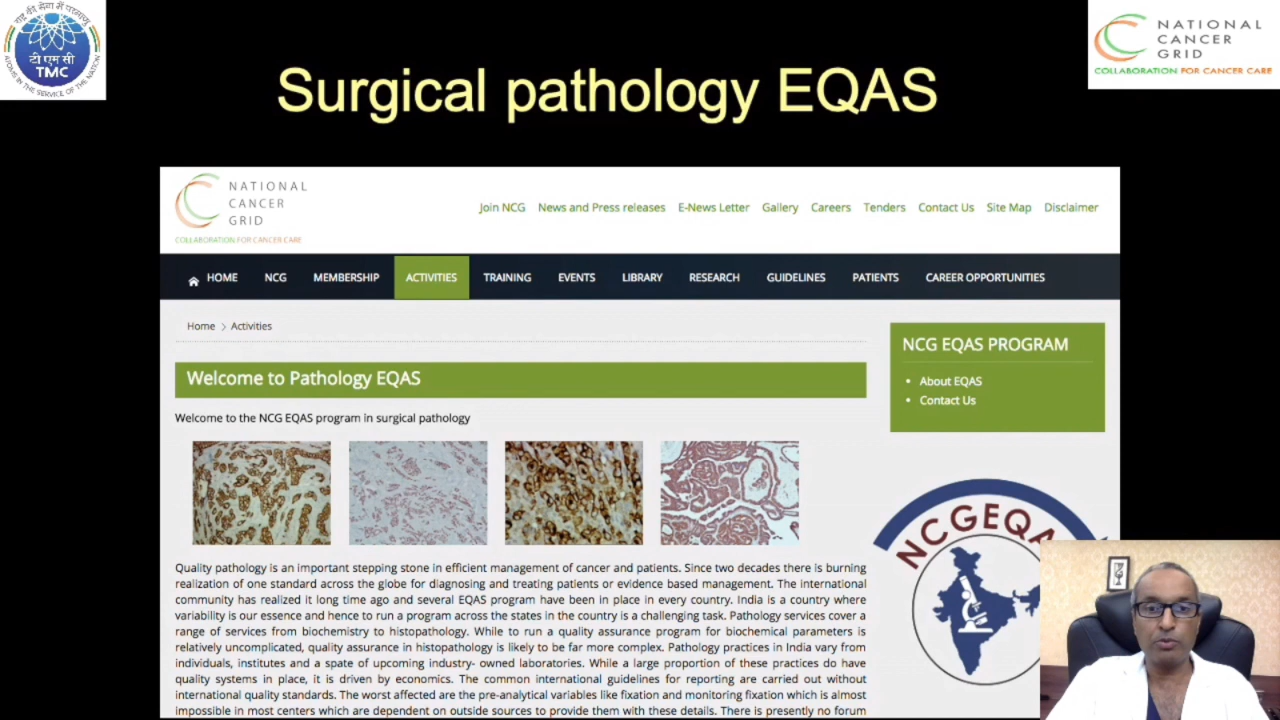 राष्ट्र की सेवा में परमाणु
टी एम सी
TMC
ATOMS IN THE SERVICE OF THE NATION
NATIONAL
CANCER
GRID
COLLABORATION FOR CANCER CARE
Surgical pathology EQAS
NATIONAL
CANCER
GRID
COLLABORATION FOR CANCER CARE
Join NCG News and Press releases E-News Letter Gallery Careers Tenders Contact Us Site Map Disclaimer
HOME NCG MEMBERSHIP ACTIVITIES TRAINING EVENTS LIBRARY RESEARCH GUIDELINES PATIENTS CAREER OPPORTUNITIES
Home > Activities
Welcome to Pathology EQAS
Welcome to the NCG EQAS program in surgical pathology
Quality pathology is an important stepping stone in efficient management of cancer and patients. Since two decades there is burning
realization of one standard across the globe for diagnosing and treating patients or evidence based management. The international
community has realized it long time ago and several EQAS program have been in place in every country. India is a country where
variability is our essence and hence to run a program across the states in the country is a challenging task. Pathology services cover a
range of services from biochemistry to histopathology. While to run a quality assurance program for biochemical parameters is
relatively uncomplicated, quality assurance in histopathology is likely to be far more complex. Pathology practices in India vary from
individuals, institutes and a spate of upcoming industry- owned laboratories. While a large proportion of these practices do have
quality systems in place, it is driven by economics. The common international guidelines for reporting are carried out without
international quality standards. The worst affected are the pre-analytical variables like fixation and monitoring fixation which is almost
impossible in most centers which are dependent on outside sources to provide them with these details. There is presently no forum
NCG EQAS PROGRAM
• About EQAS
• Contact Us
NCGEQA